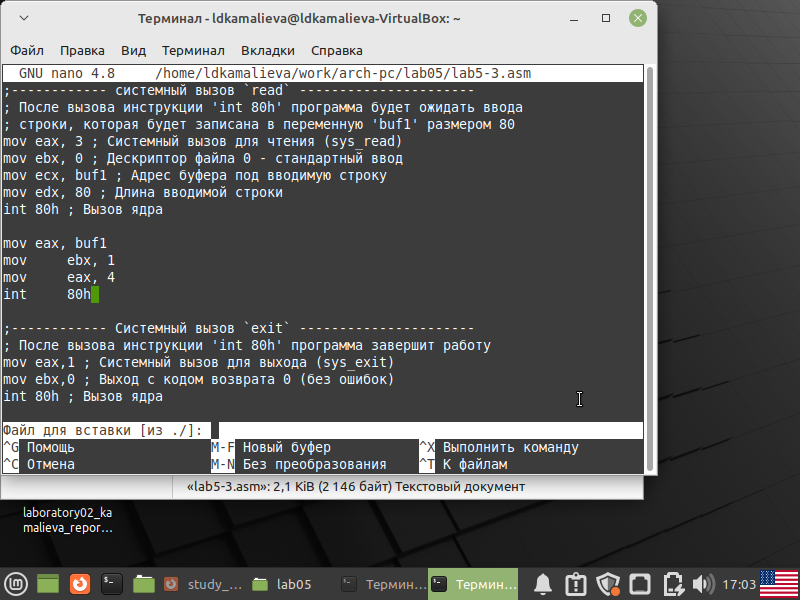 Терминал - ldkamalieva@ldkamalieva-VirtualBox: ~
Файл Правка Вид Терминал Вкладки Справка
GNU nano 4.8 /home/ldkamalieva/work/arch-pc/lab05/lab5-3.asm
;------------ системный вызов `read` ----------------------
; После вызова инструкции 'int 80h' программа будет ожидать ввода
; строки, которая будет записана в переменную 'buf1' размером 80
mov eax, 3 ; Системный вызов для чтения (sys_read)
mov ebx, 0 ; Дескриптор файла 0 - стандартный ввод
mov ecx, buf1 ; Адрес буфера под вводимую строку
mov edx, 80 ; Длина вводимой строки
int 80h ; Вызов ядра
mov eax, buf1
mov     ebx, 1
mov     eax, 4
int     80h
;------------ Системный вызов `exit` ----------------------
; После вызова инструкции 'int 80h' программа завершит работу
mov eax,1 ; Системный вызов для выхода (sys_exit)
mov ebx,0 ; Выход с кодом возврата 0 (без ошибок)
int 80h ; Вызов ядра
Файл для вставки [из ./]:
^G Помощь M-F Новый буфер ^X Выполнить команду
^C Отмена M-N Без преобразования ^T К файлам
«lab5-3.asm»: 2,1 KiB (2 146 байт) Текстовый документ
laboratory02_ka
malieva_repor...
study_... lab05 Термин... Термин... 17:03